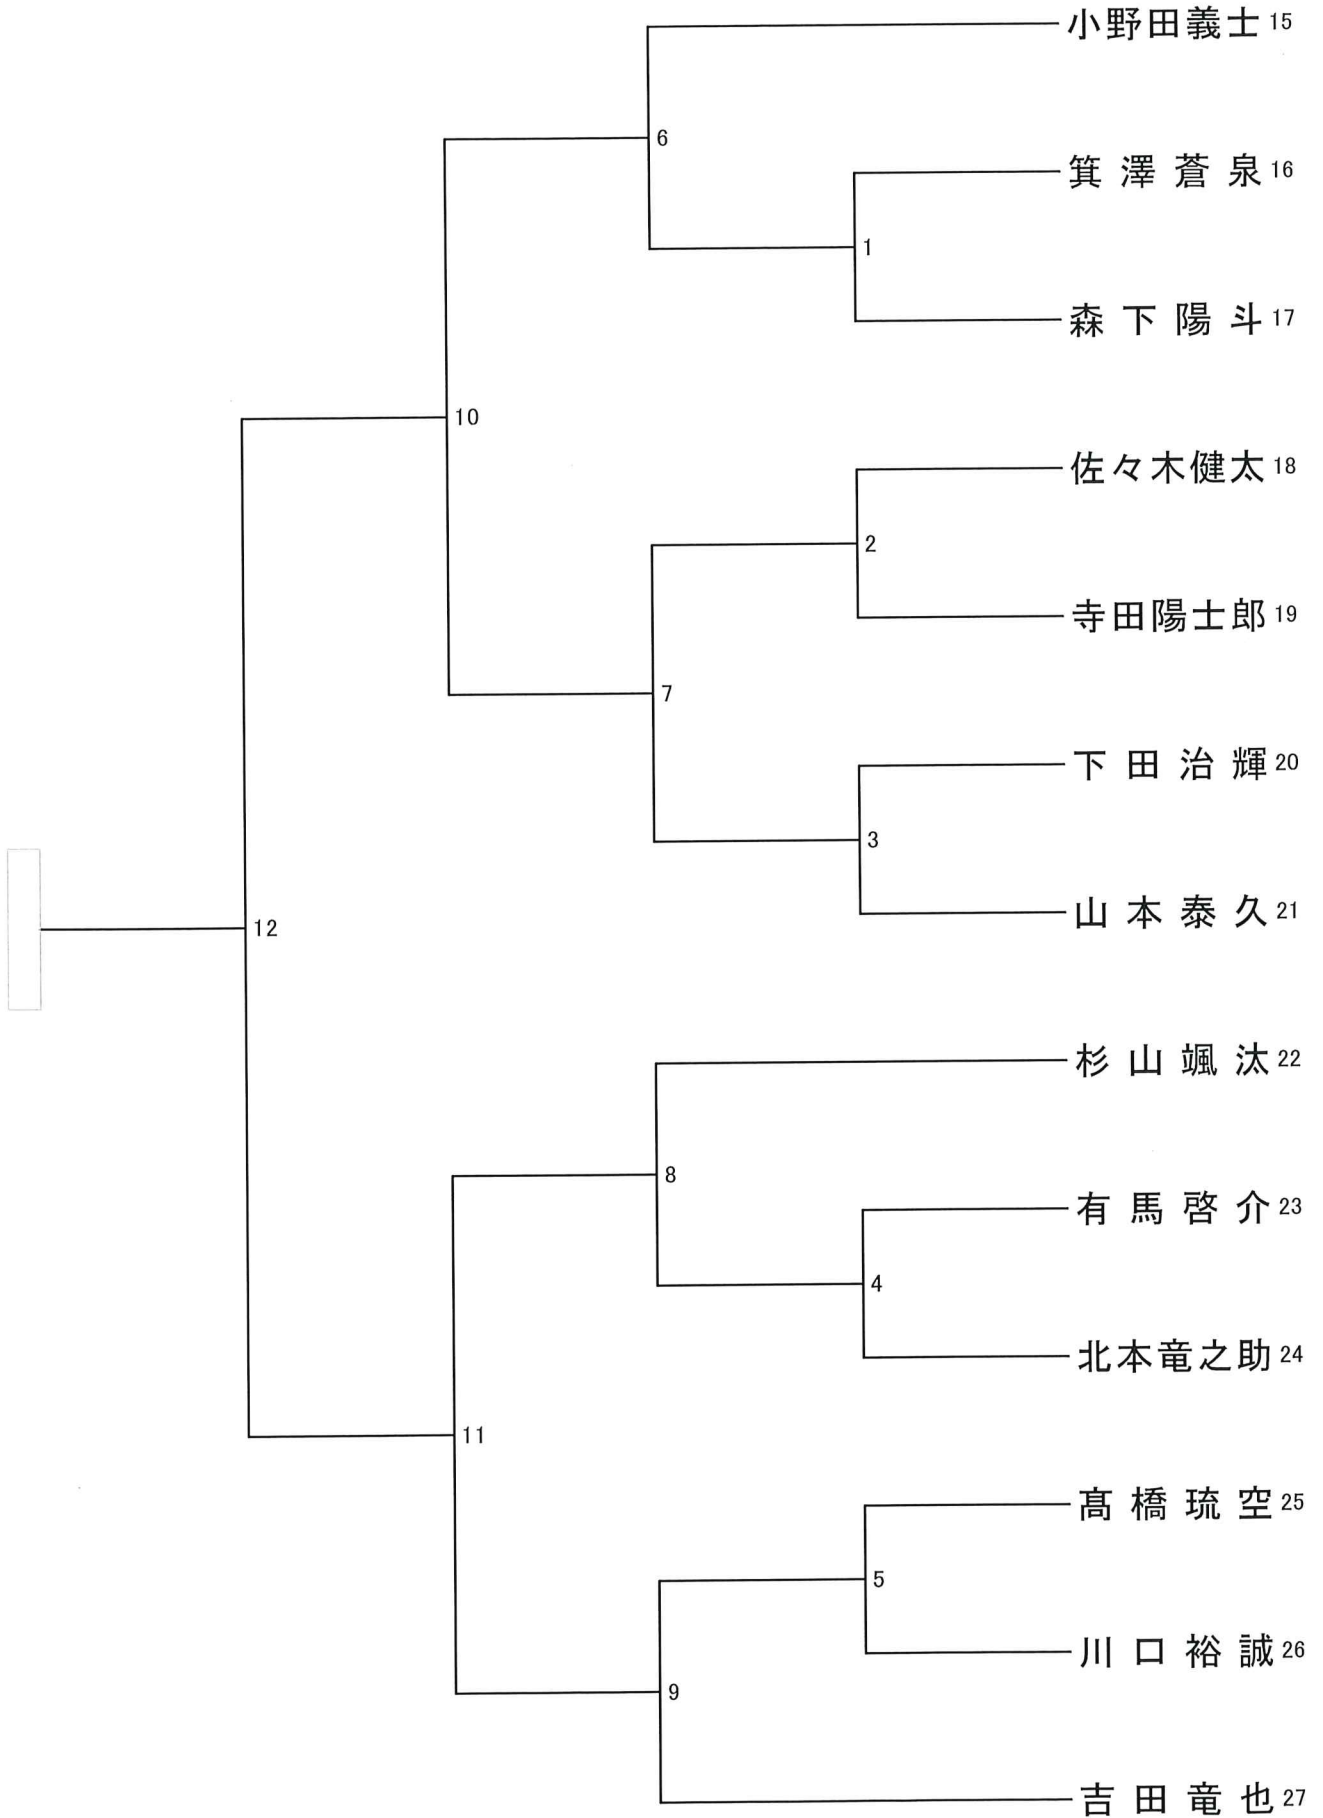 小野田義士 15
6
箕澤蒼泉 16
1
森下陽斗 17
10
佐々木健太 18
2
寺田陽士郎 19
7
下田治輝 20
3
山本泰久 21
12
杉山颯汰 22
8
有馬啓介 23
4
北本竜之助 24
11
髙橋琉空 25
5
川口裕誠 26
9
吉田竜也 27